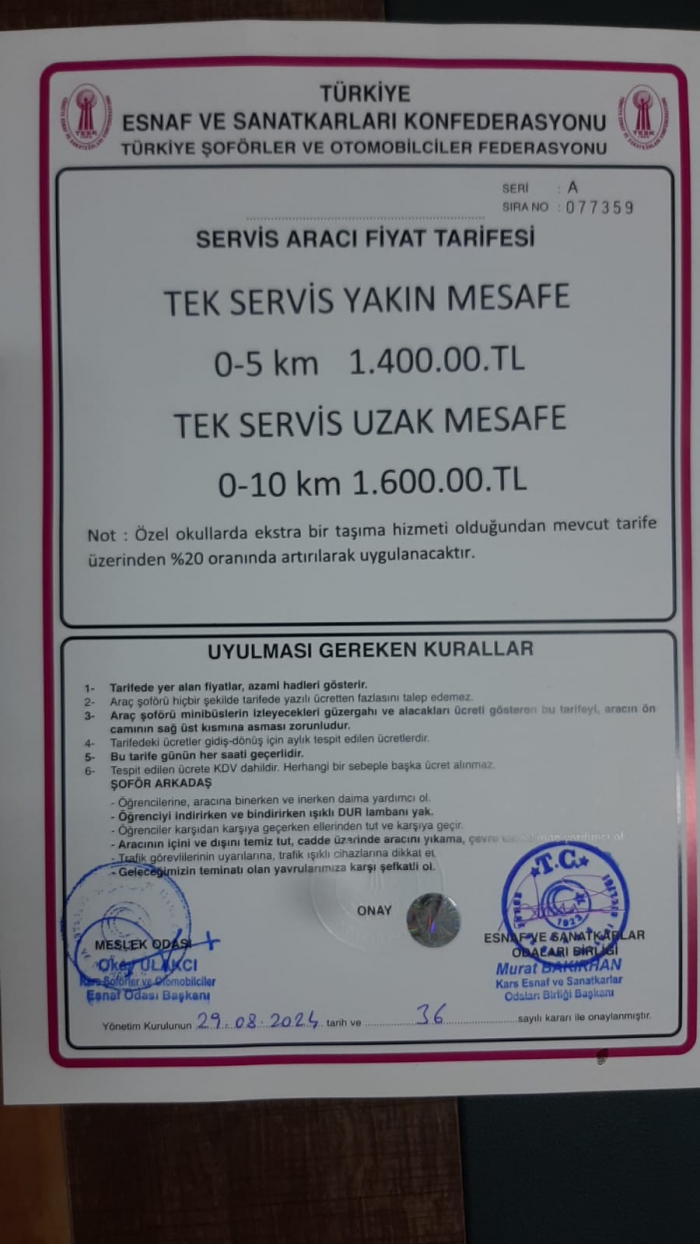 TÜRKİYE
ESNAF VE SANATKARLARI KONFEDERASYONU
TÜRKİYE ŞOFÖRLER VE OTOMOBİLCİLER FEDERASYONU
SERİ : A
SIRA NO : 077359
SERVİS ARACI FİYAT TARİFESİ
TEK SERVİS YAKIN MESAFE
0-5 km 1.400.00.TL
TEK SERVİS UZAK MESAFE
0-10 km 1.600.00.TL
Not : Özel okullarda ekstra bir taşıma hizmeti olduğundan mevcut tarife
üzerinden %20 oranında artırılarak uygulanacaktır.
UYULMASI GEREKEN KURALLAR
1- Tarifede yer alan fiyatlar, azami hadleri gösterir.
2- Araç şoförü hiçbir şekilde tarifede yazılı ücretten fazlasını talep edemez.
3- Araç şoförü minibüslerin izleyecekleri güzergahı ve alacakları ücreti gösteren bu tarifeyi, aracın ön
camının sağ üst kısmına asması zorunludur.
4- Tarifedeki ücretler gidiş-dönüş için aylık tespit edilen ücretlerdir.
5- Bu tarife günün her saati geçerlidir.
6- Tespit edilen ücrete KDV dahildir. Herhangi bir sebeple başka ücret alınmaz.
ŞOFÖR ARKADAŞ
- Öğrencilerine, aracına binerken ve inerken daima yardımcı ol.
- Öğrenciyi indirirken ve bindirirken ışıklı DUR lambanı yak.
- Öğrenciler karşıdan karşıya geçerken ellerinden tut ve karşıya geçir.
- Aracının içini ve dışını temiz tut, cadde üzerinde aracını yıkama, yardımcı ol.
- Trafik görevlilerinin uyarılarına, trafik ışıklı cihazlarına dikkat et.
- Geleceğimizin teminatı olan yavrularımıza karşı şefkatli ol.
ONAY
T.C.
1923
MESLEK ODASI
Okay ULAKCI
Kars Şoförler ve Otomobilciler
Esnaf Odası Başkanı
ESNAF VE SANATKARLAR
ODALARI BİRLİĞİ
Murat BAKIRHAN
Kars Esnaf ve Sanatkarlar
Odaları Birliği Başkanı
Yönetim Kurulunun 29.08.2024 tarih ve 36 sayılı kararı ile onaylanmıştır.